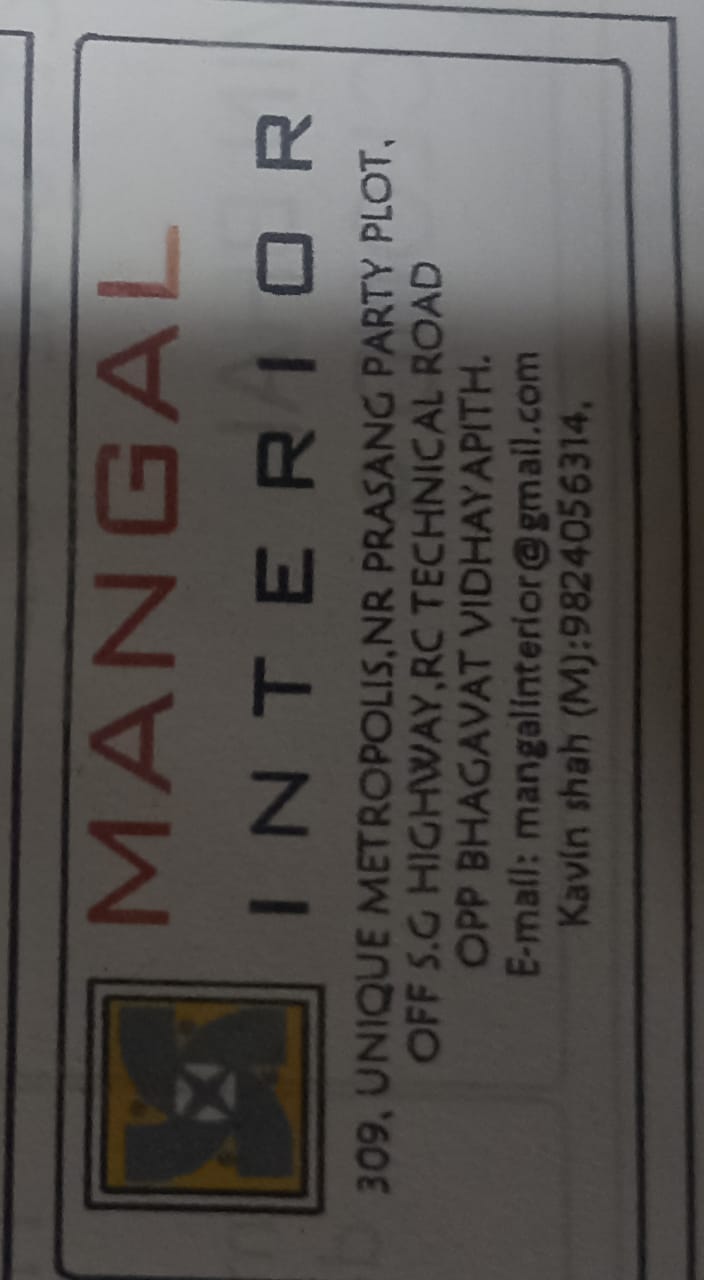 MANGAL
INTERIOR
309, UNIQUE METROPOLIS,NR PRASANG PARTY PLOT,
OFF S.G HIGHWAY,RC TECHNICAL ROAD
OPP BHAGAVAT VIDHAYAPITH.
E-mail: mangalinterior@gmail.com
Kavin shah (M):9824056314,